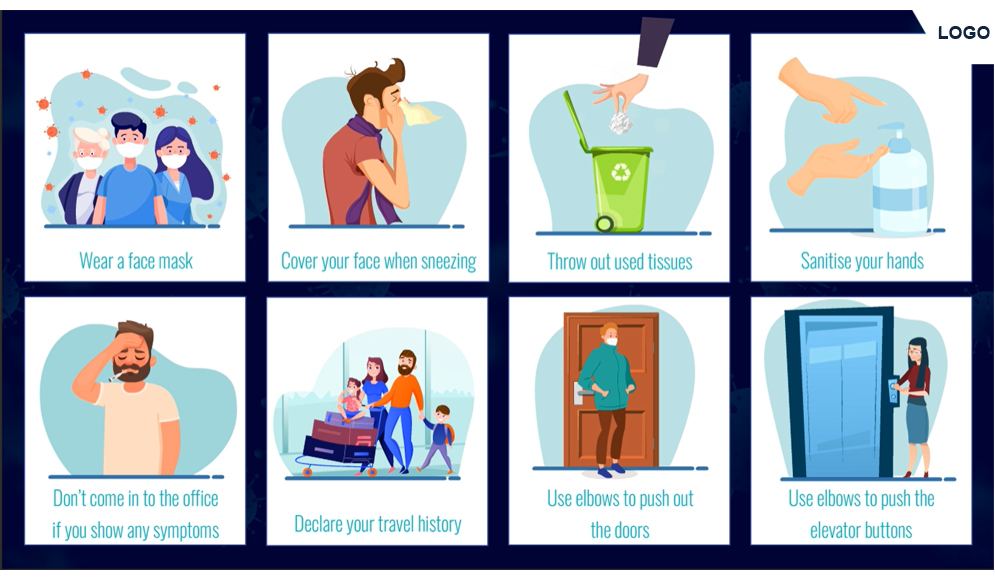 LOGO
Wear a face mask
Cover your face when sneezing
Throw out used tissues
Sanitise your hands
Don't come in to the office
if you show any symptoms
Declare your travel history
Use elbows to push out
the doors
Use elbows to push the
elevator buttons